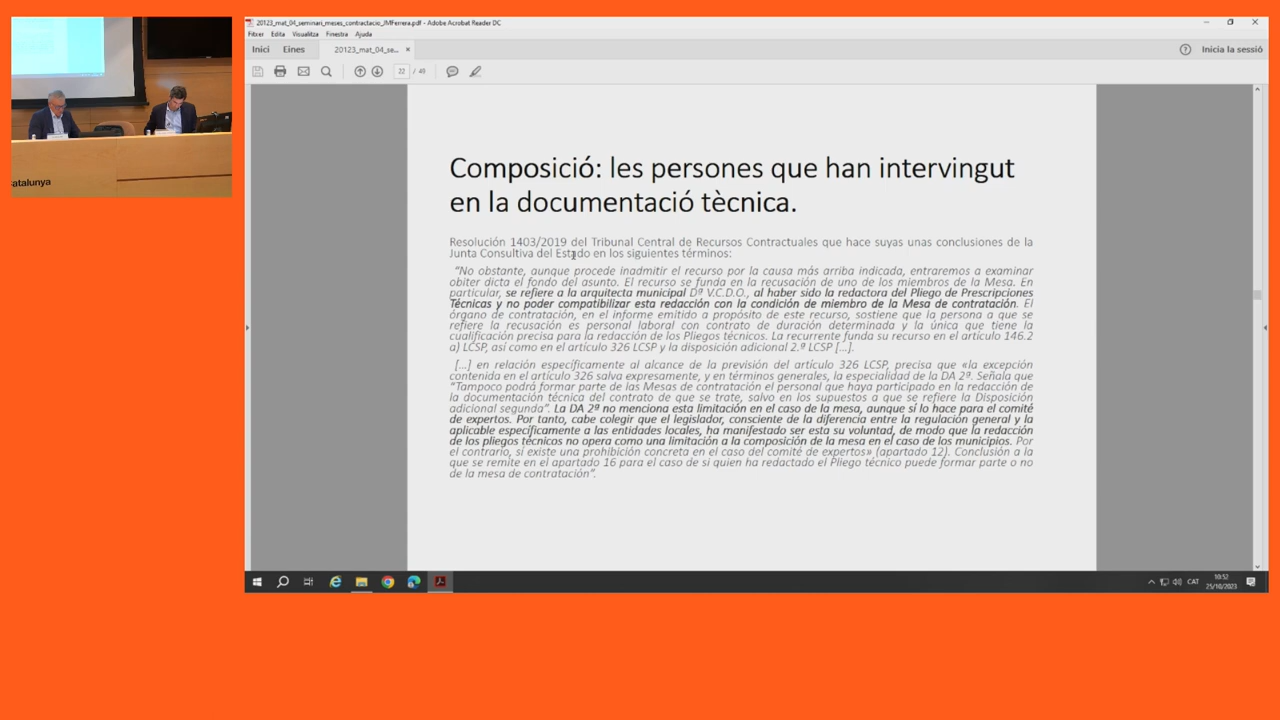 20123_mat_04_seminari_meses_contractacio_JMFerrera.pdf - Adobe Acrobat Reader DC
Fitxer Edita Visualitza Finestra Ajuda
Inici Eines 20123_mat_04_se... × Inicia la sessió
22 / 49
Composició: les persones que han intervingut
en la documentació tècnica.
Resolución 1403/2019 del Tribunal Central de Recursos Contractuales que hace suyas unas conclusiones de la
Junta Consultiva del Estado en los siguientes términos:
“No obstante, aunque procede inadmitir el recurso por la causa más arriba indicada, entraremos a examinar
obiter dicta el fondo del asunto. El recurso se funda en la recusación de uno de los miembros de la Mesa. En
particular, se refiere a la arquitecta municipal Dª V.C.D.O., al haber sido la redactora del Pliego de Prescripciones
Técnicas y no poder compatibilizar esta redacción con la condición de miembro de la Mesa de contratación. El
órgano de contratación, en el informe emitido a propósito de este recurso, sostiene que la persona a que se
refiere la recusación es personal laboral con contrato de duración determinada y la única que tiene la
cualificación precisa para la redacción de los Pliegos técnicos. La recurrente funda su recurso en el artículo 146.2
a) LCSP, así como en el artículo 326 LCSP y la disposición adicional 2.ª LCSP [...].
[...] en relación específicamente al alcance de la previsión del artículo 326 LCSP, precisa que «la excepción
contenida en el artículo 326 salva expresamente, y en términos generales, la especialidad de la DA 2ª. Señala que
“Tampoco podrá formar parte de las Mesas de contratación el personal que haya participado en la redacción de
la documentación técnica del contrato de que se trate, salvo en los supuestos a que se refiere la Disposición
adicional segunda”. La DA 2ª no menciona esta limitación en el caso de la mesa, aunque sí lo hace para el comité
de expertos. Por tanto, cabe colegir que el legislador, consciente de la diferencia entre la regulación general y la
aplicable específicamente a las entidades locales, ha manifestado ser esta su voluntad, de modo que la redacción
de los pliegos técnicos no opera como una limitación a la composición de la mesa en el caso de los municipios. Por
el contrario, sí existe una prohibición concreta en el caso del comité de expertos» (apartado 12). Conclusión a la
que se remite en el apartado 16 para el caso de si quien ha redactado el Pliego técnico puede formar parte o no
de la mesa de contratación”.
CAT
10:52
25/10/2023
Catalunya